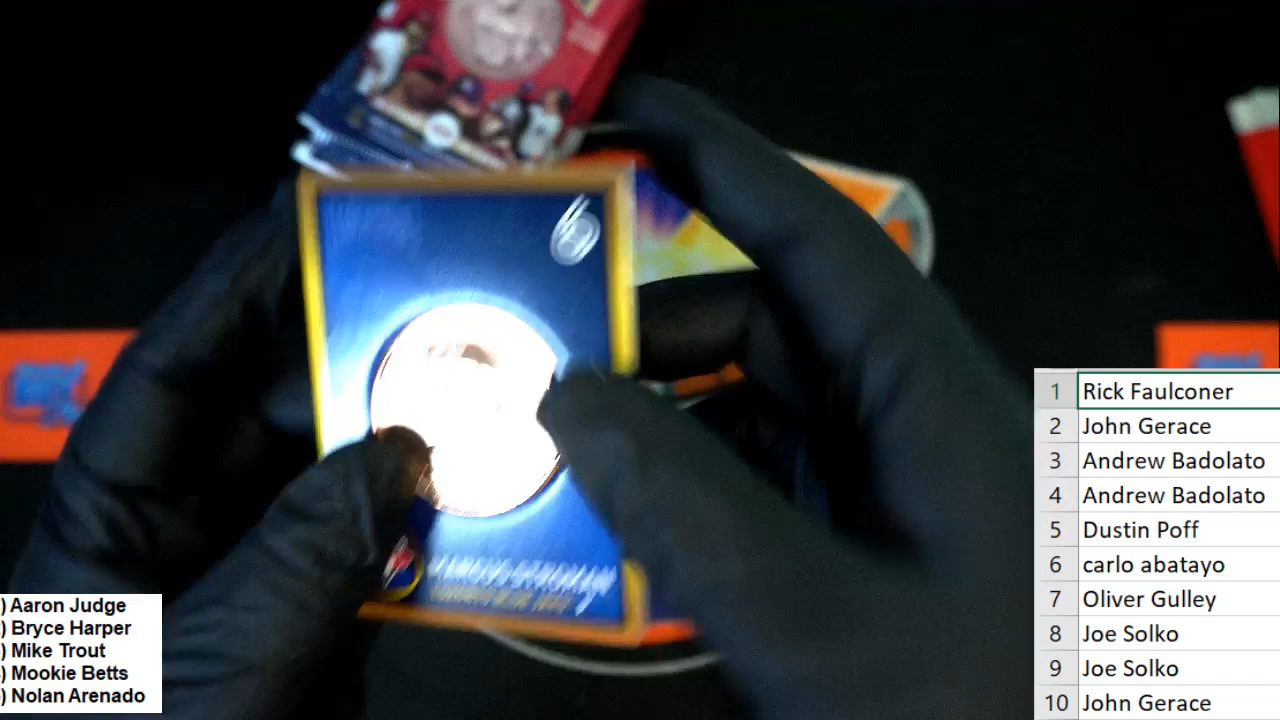 1 Rick Faulconer
2 John Gerace
3 Andrew Badolato
4 Andrew Badolato
5 Dustin Poff
6 carlo abatayo
7 Oliver Gulley
8 Joe Solko
9 Joe Solko
10 John Gerace
) Aaron Judge
) Bryce Harper
) Mike Trout
) Mookie Betts
) Nolan Arenado